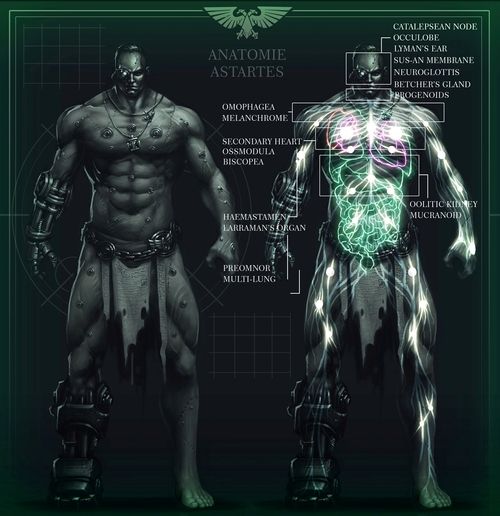 ANATOMIE
ASTARTES
CATALEPSEAN NODE
OCCULOBE
LYMAN'S EAR
SUS-AN MEMBRANE
NEUROGLOTTIS
BETCHER'S GLAND
PROGENOIDS
OMOPHAGEA
MELANCHROME
SECONDARY HEART
OSSMODULA
BISCOPEA
OOLITIC KIDNEY
MUCRANOID
HAEMASTAMEN
LARRAMAN'S ORGAN
PREOMNOR
MULTI-LUNG